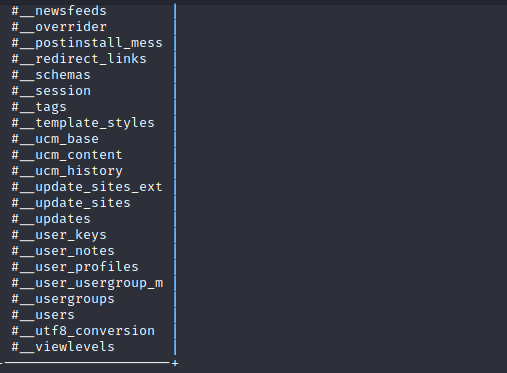 #__newsfeeds |
#__overrider |
#__postinstall_mess |
#__redirect_links |
#__schemas |
#__session |
#__tags |
#__template_styles |
#__ucm_base |
#__ucm_content |
#__ucm_history |
#__update_sites_ext |
#__update_sites |
#__updates |
#__user_keys |
#__user_notes |
#__user_profiles |
#__user_usergroup_m |
#__usergroups |
#__users |
#__utf8_conversion |
#__viewlevels |
---------------------+